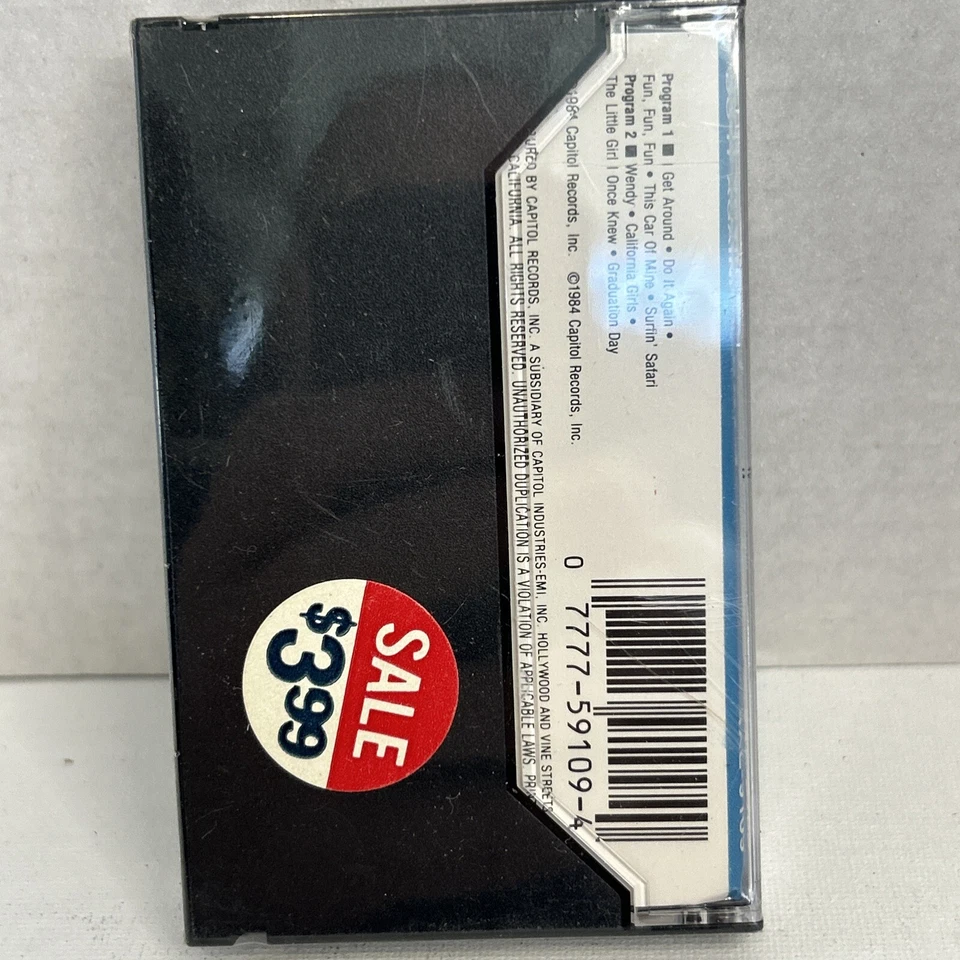 Program 1 ■ I Get Around • Do It Again •
Fun, Fun, Fun • This Car Of Mine • Surfin' Safari
Program 2 ■ Wendy • California Girls •
The Little Girl I Once Knew • Graduation Day
1984 Capitol Records, Inc. ©1984 Capitol Records, Inc.
BY CAPITOL RECORDS, INC. A SUBSIDIARY OF CAPITOL INDUSTRIES-EMI, INC. HOLLYWOOD AND VINE STREETS
CALIFORNIA. ALL RIGHTS RESERVED. UNAUTHORIZED DUPLICATION IS A VIOLATION OF APPLICABLE LAWS.
0 7777-59109-4
SALE
$3.99